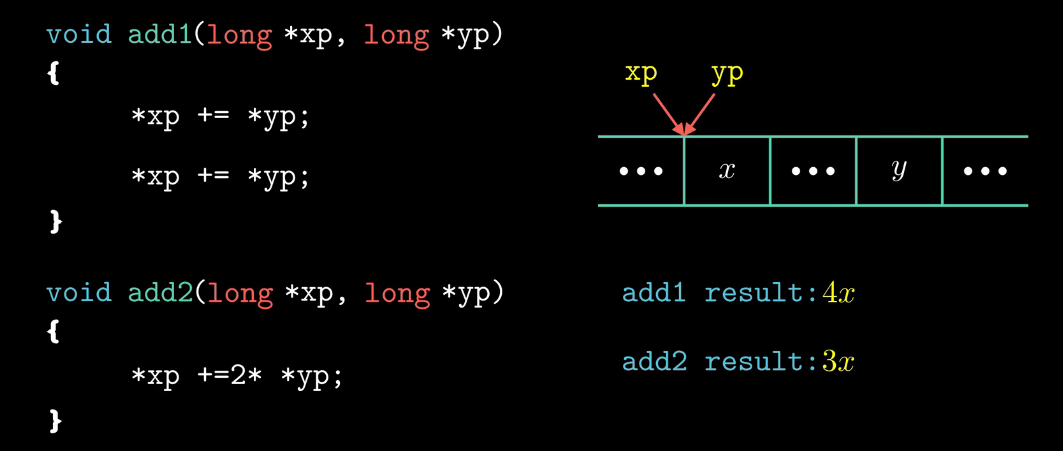 void add1(long *xp, long *yp)
{
*xp += *yp;
*xp += *yp;
}
void add2(long *xp, long *yp)
{
*xp +=2* *yp;
}
xp yp
••• x ••• y •••
add1 result:4x
add2 result:3x